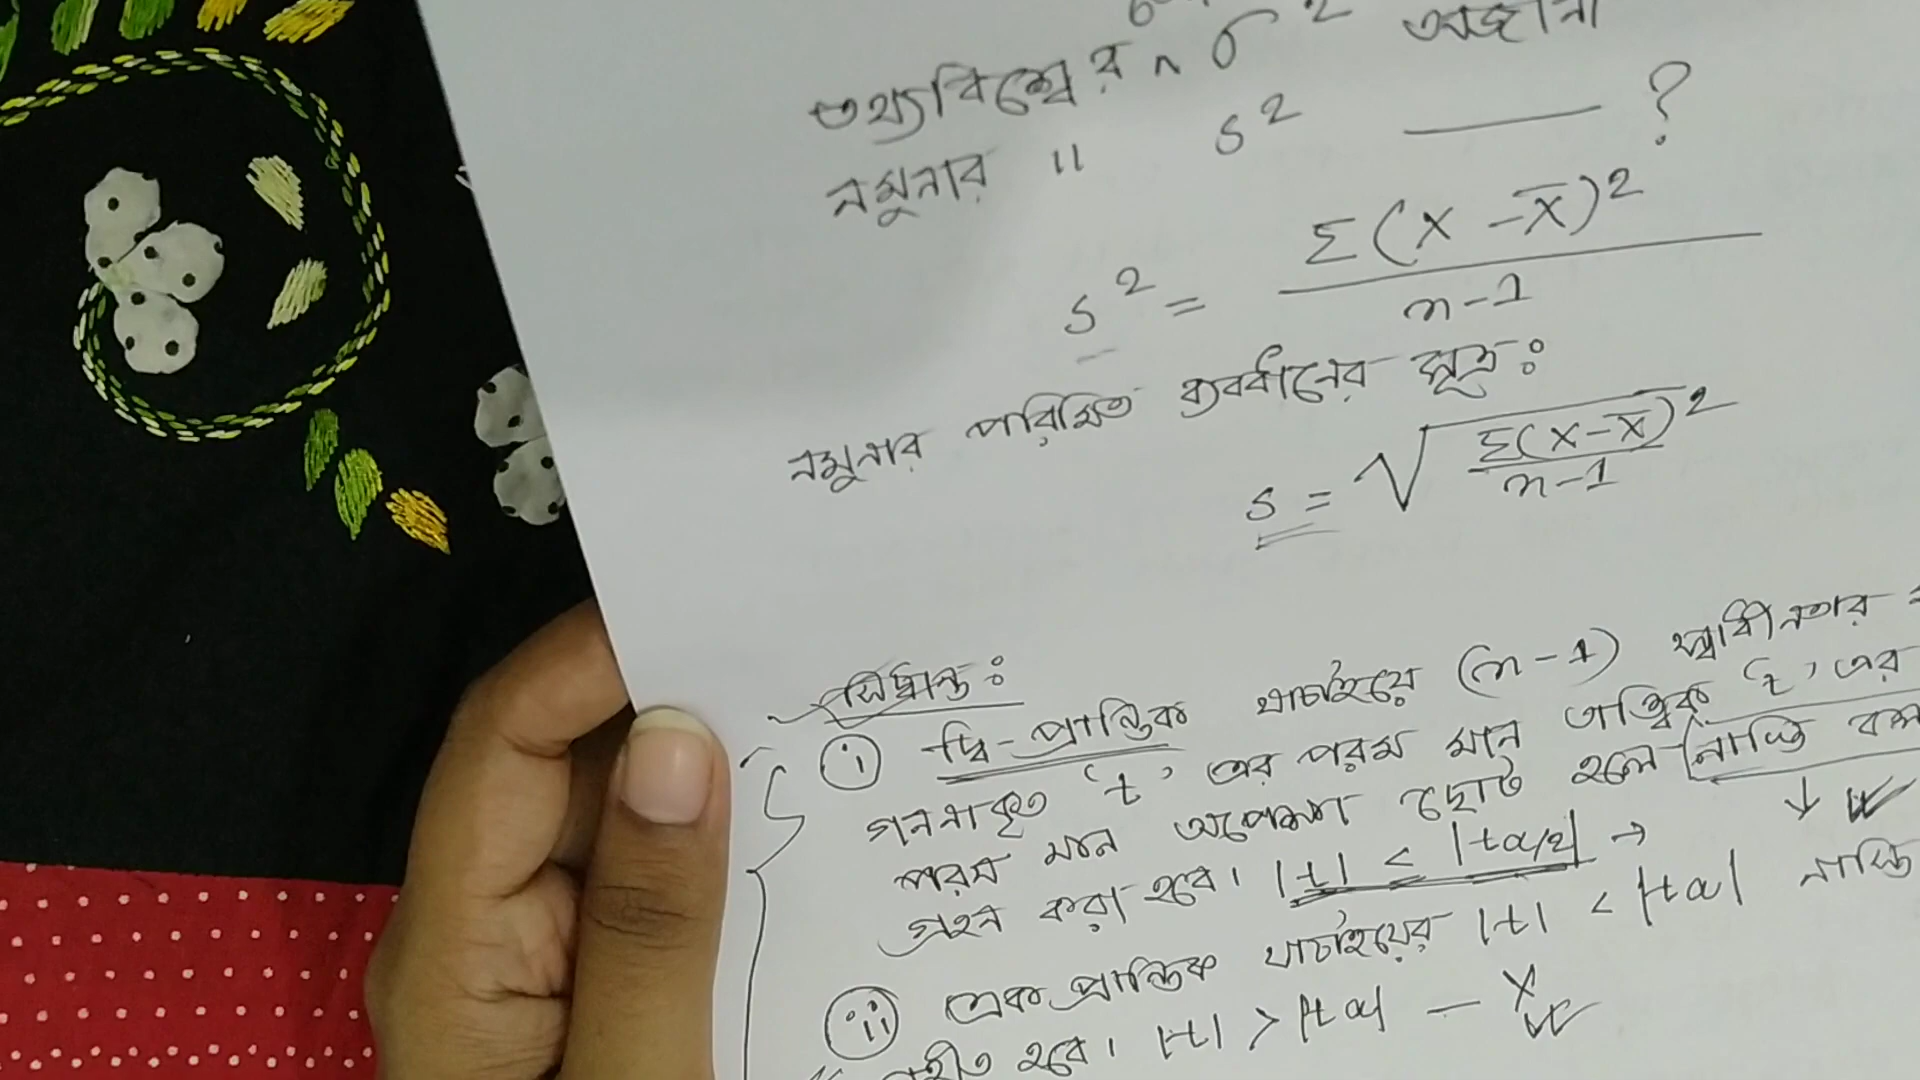 তথ্যবিশ্বের n σ² অজানা
নমুনার " s² —— ?
s² = Σ(x - x̄)² / n-1
নমুনার পরিমিত ব্যবধানের সূত্র:
s = √Σ(x-x̄)² / n-1
সিদ্ধান্ত:
(i) দ্বি-প্রান্তিক যাচাইয়ে (n-1) স্বাধীনতার
গননাকৃত 't' এর পরম মান তাত্ত্বিক 't' এর
পরম মান অপেক্ষা ছোট হলে নাস্তি
গ্রহন করা হবে। |t| < |tα/2| →
(ii) এক প্রান্তিক যাচাইয়ের |t| < |tα| নাস্তি
গৃহীত হবে। |t| > |tα| — X